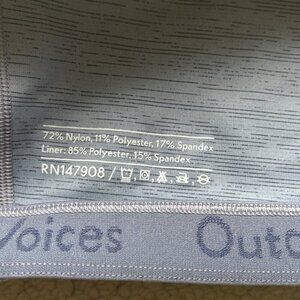 72% Nylon, 11% Polyester, 17% Spandex
Liner: 85% Polyester, 15% Spandex
RN147908 /
Voices Outd